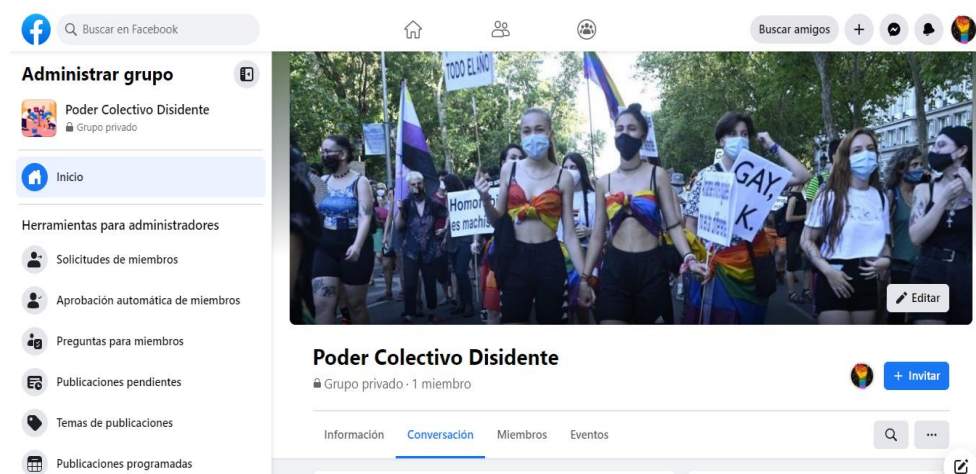 Buscar en Facebook
Buscar amigos
Administrar grupo
Poder Colectivo Disidente
Grupo privado
Inicio
Herramientas para administradores
Solicitudes de miembros
Aprobación automática de miembros
Preguntas para miembros
Publicaciones pendientes
Temas de publicaciones
Publicaciones programadas
TODO EL AÑO
es machis
GAY,
K.
Editar
Poder Colectivo Disidente
Grupo privado · 1 miembro
+ Invitar
Información Conversación Miembros Eventos